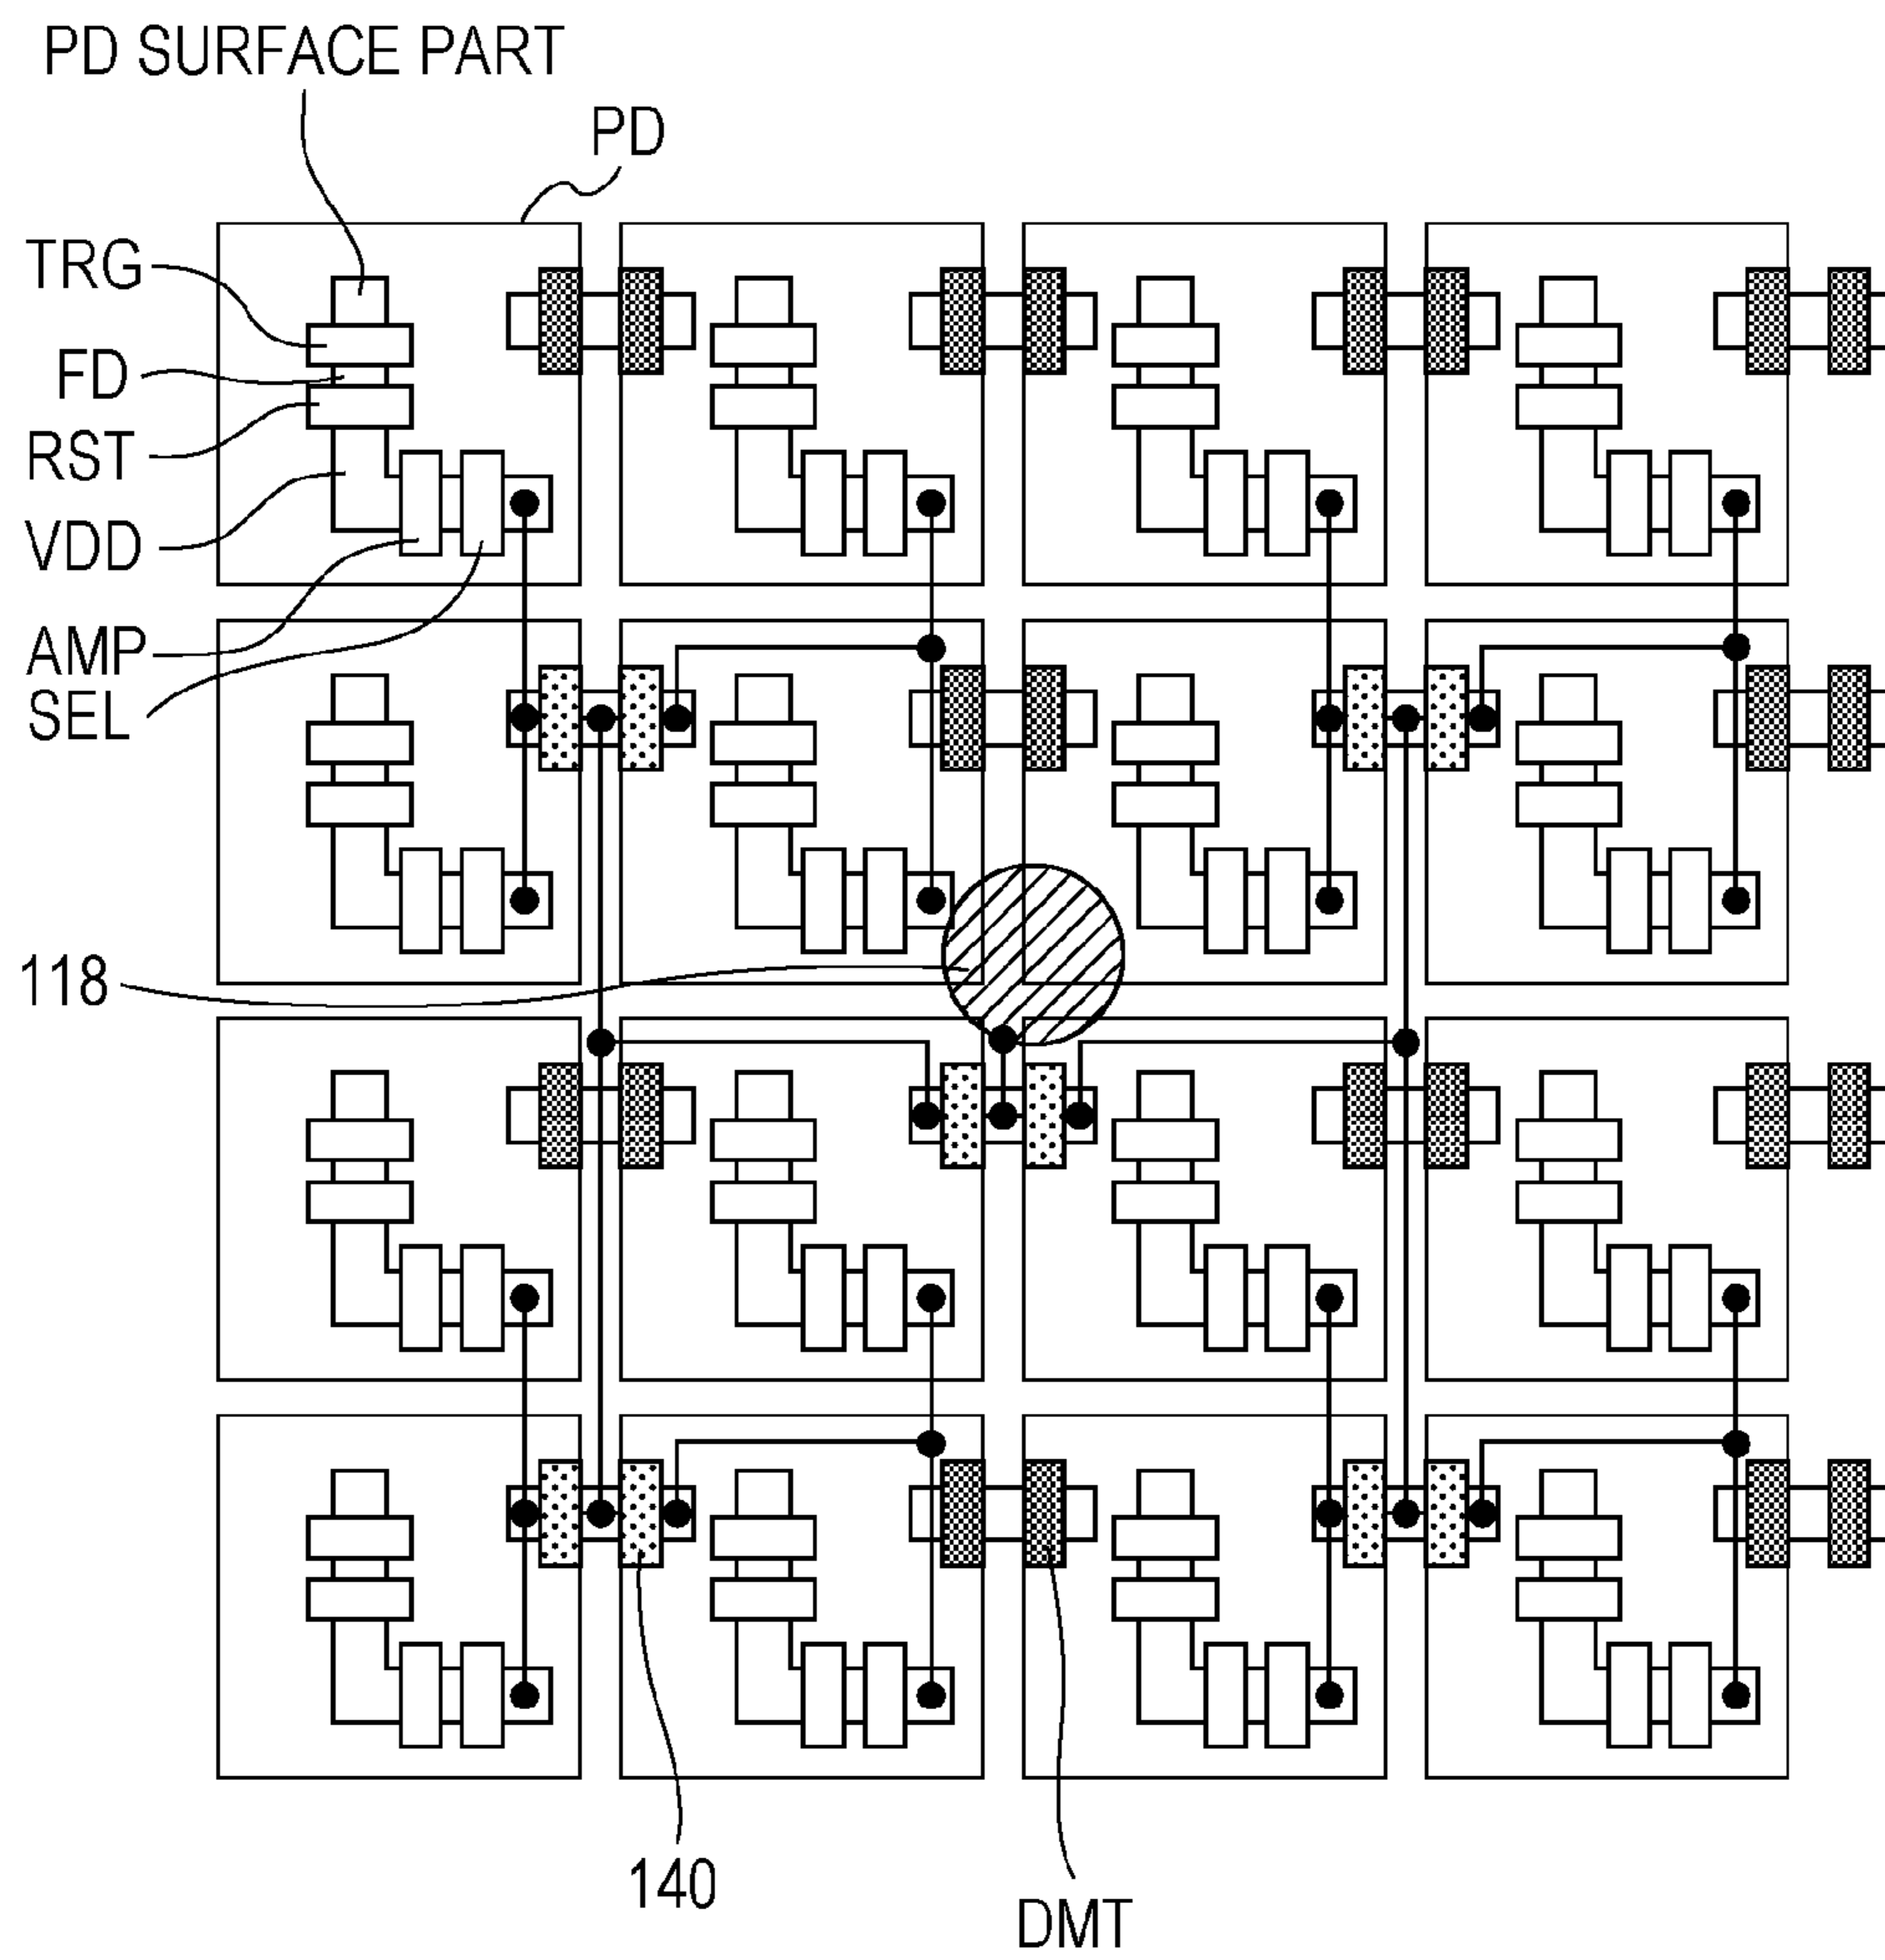 PD SURFACE PART
PD
TRG
FD
RST
VDD
AMP
SEL
118
140
DMT